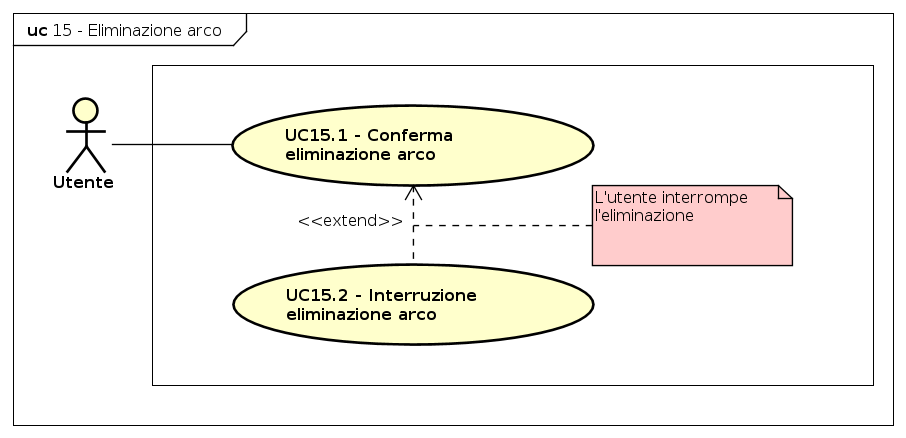 uc 15 - Eliminazione arco
UC15.1 - Conferma
eliminazione arco
Utente
L'utente interrompe
l'eliminazione
<<extend>>
UC15.2 - Interruzione
eliminazione arco